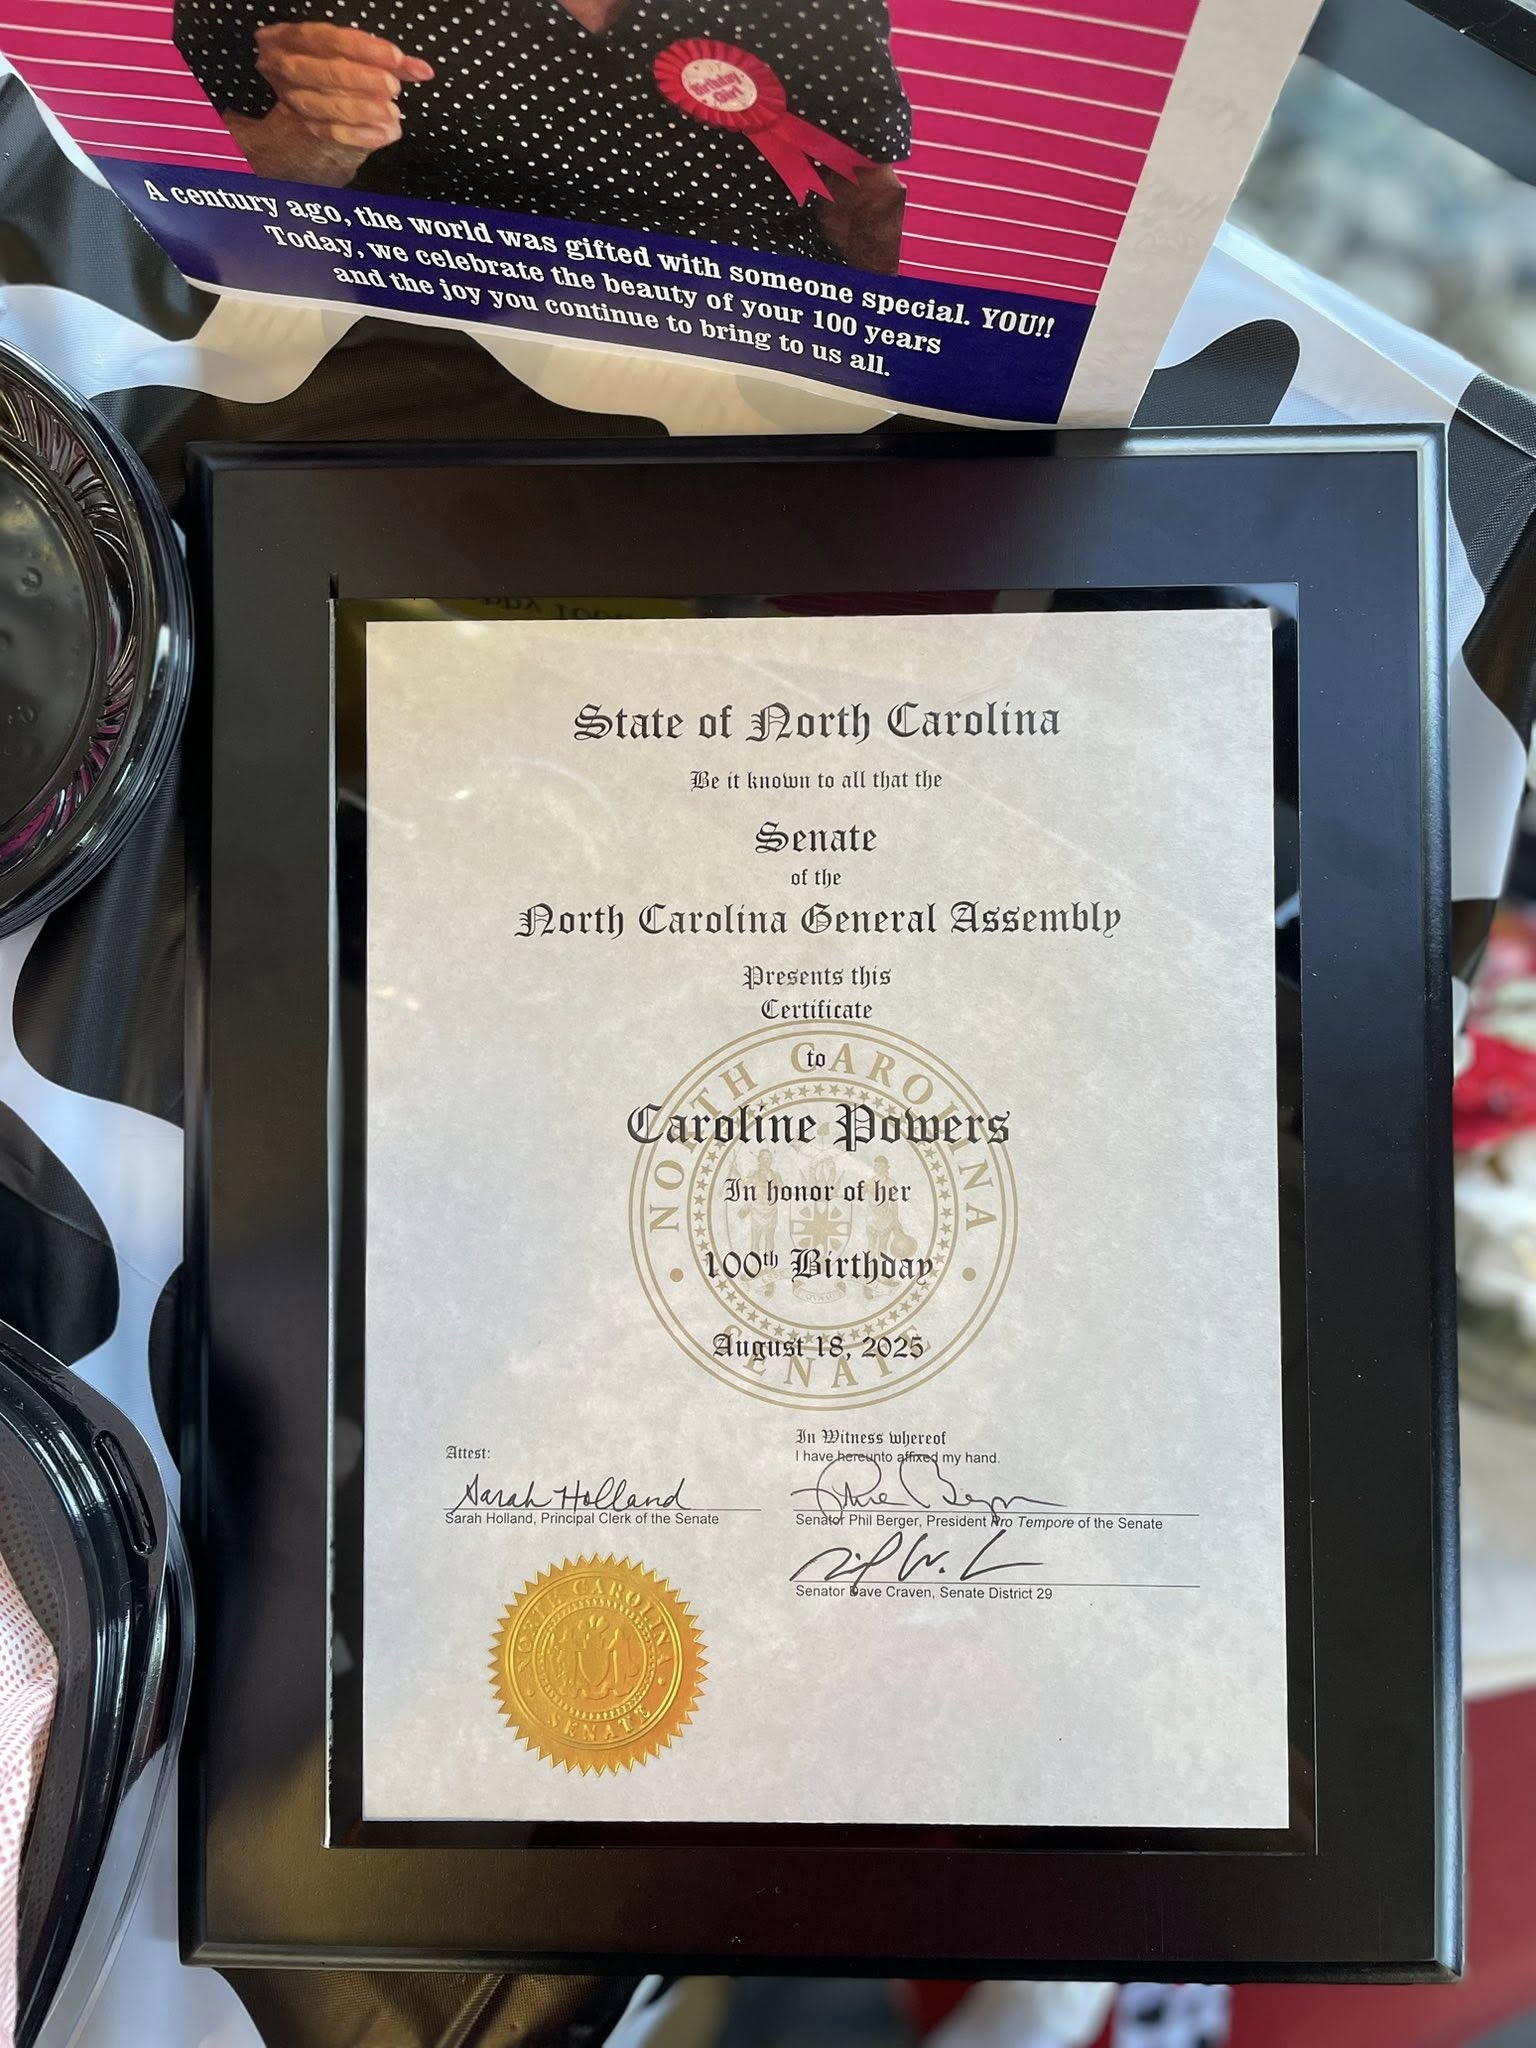 Birthday
Girl
A century ago, the world was gifted with someone special. YOU!!
Today, we celebrate the beauty of your 100 years
and the joy you continue to bring to us all.
State of North Carolina
Be it known to all that the
Senate
of the
North Carolina General Assembly
Presents this
Certificate
to
NORTH CAROLINA
Caroline Powers
In honor of her
100th Birthday
August 18, 2025
SENATE
In Witness whereof
Attest:
I have hereunto affixed my hand.
Sarah Holland
Sarah Holland, Principal Clerk of the Senate
Senator Phil Berger, President Pro Tempore of the Senate
Senator Dave Craven, Senate District 29
NORTH CAROLINA
SENATE